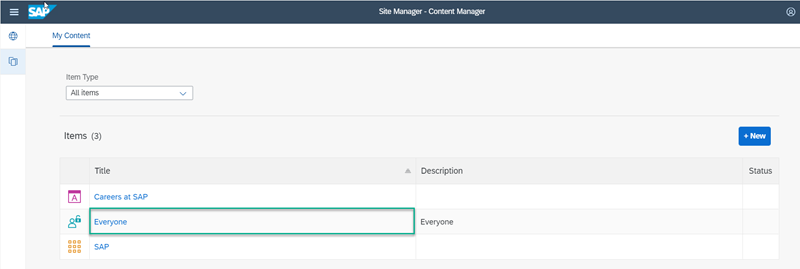 SAP
Site Manager - Content Manager
My Content
Item Type
All items
Items (3)
+ New
Title
Description
Status
A
Careers at SAP
Everyone
Everyone
SAP